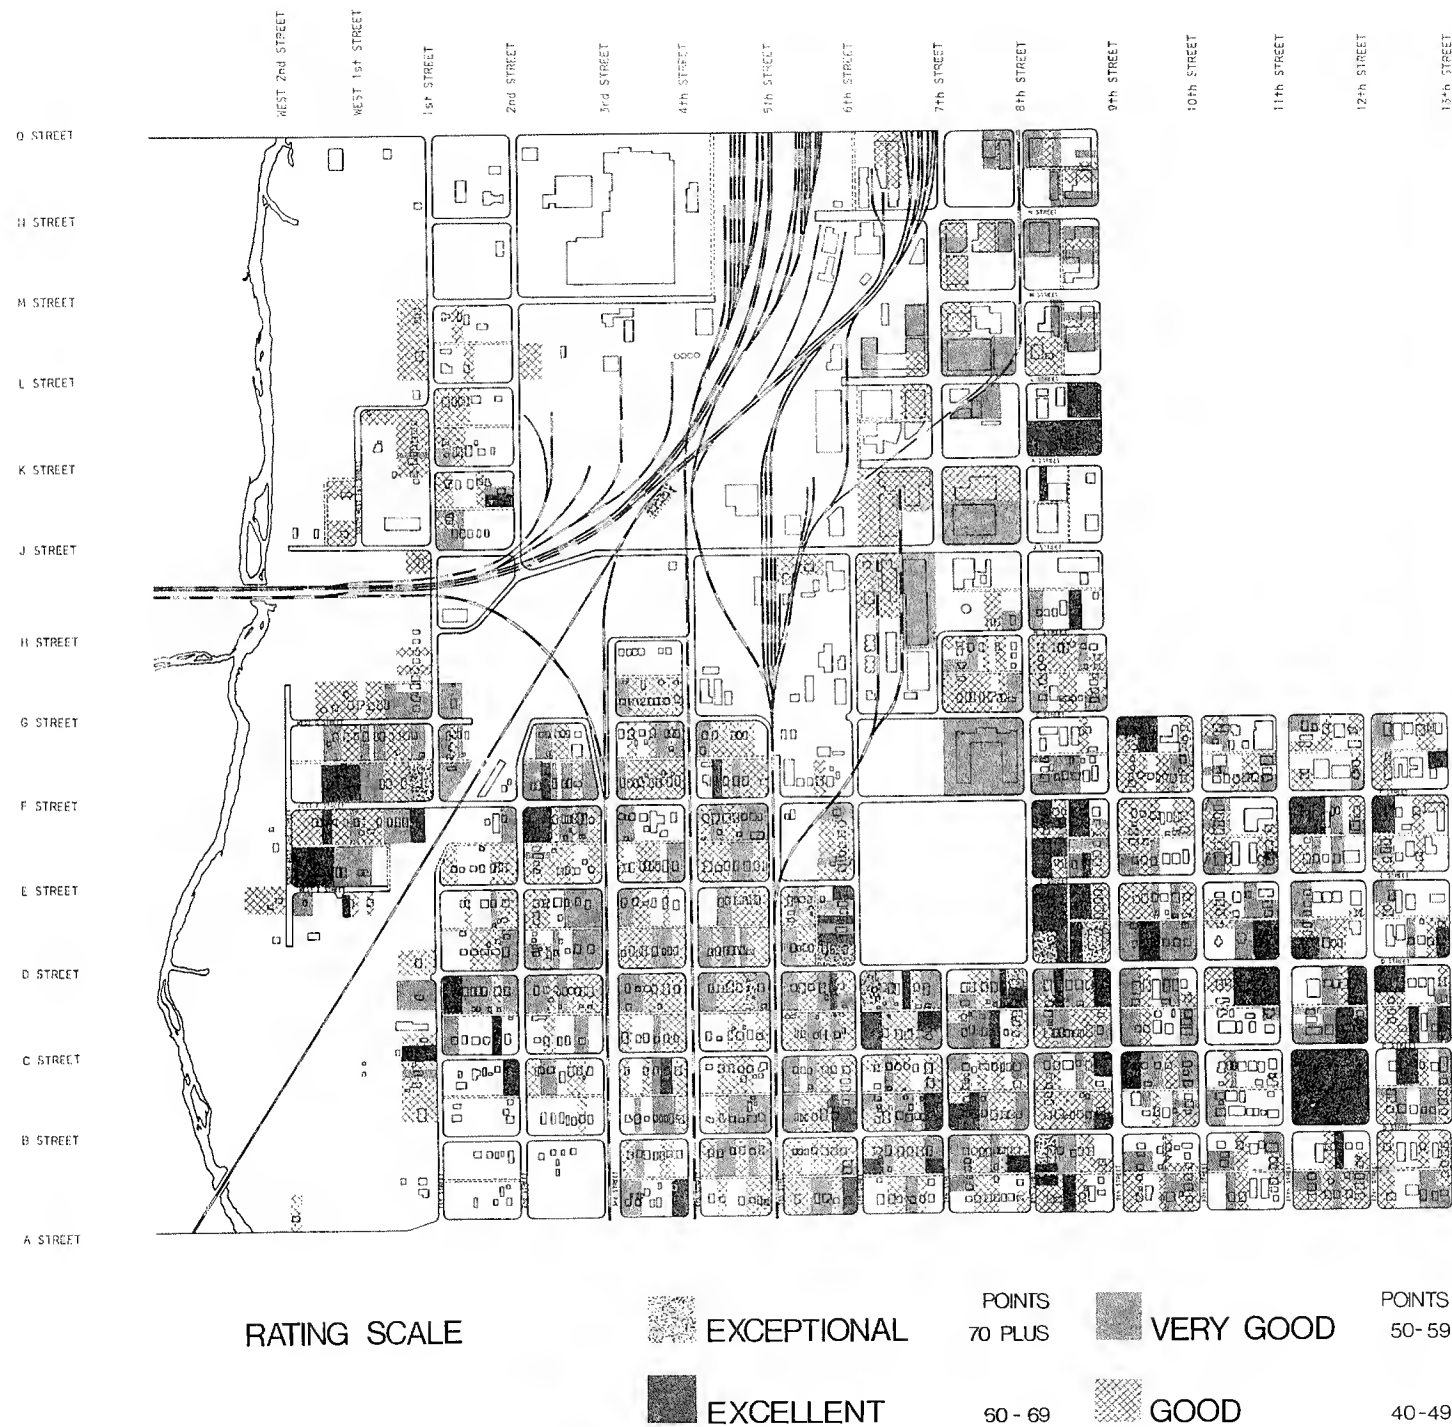 WEST 2nd STREET
WEST 1st STREET
1st STREET
2nd STREET
3rd STREET
4th STREET
5th STREET
6th STREET
7th STREET
8th STREET
9th STREET
10th STREET
11th STREET
12th STREET
13th STREET
O STREET
N STREET
M STREET
L STREET
K STREET
J STREET
H STREET
G STREET
F STREET
E STREET
D STREET
C STREET
B STREET
A STREET
N STREET
M STREET
RATING SCALE
EXCEPTIONAL
POINTS
70 PLUS
VERY GOOD
POINTS
50-59
EXCELLENT
60-69
GOOD
40-49